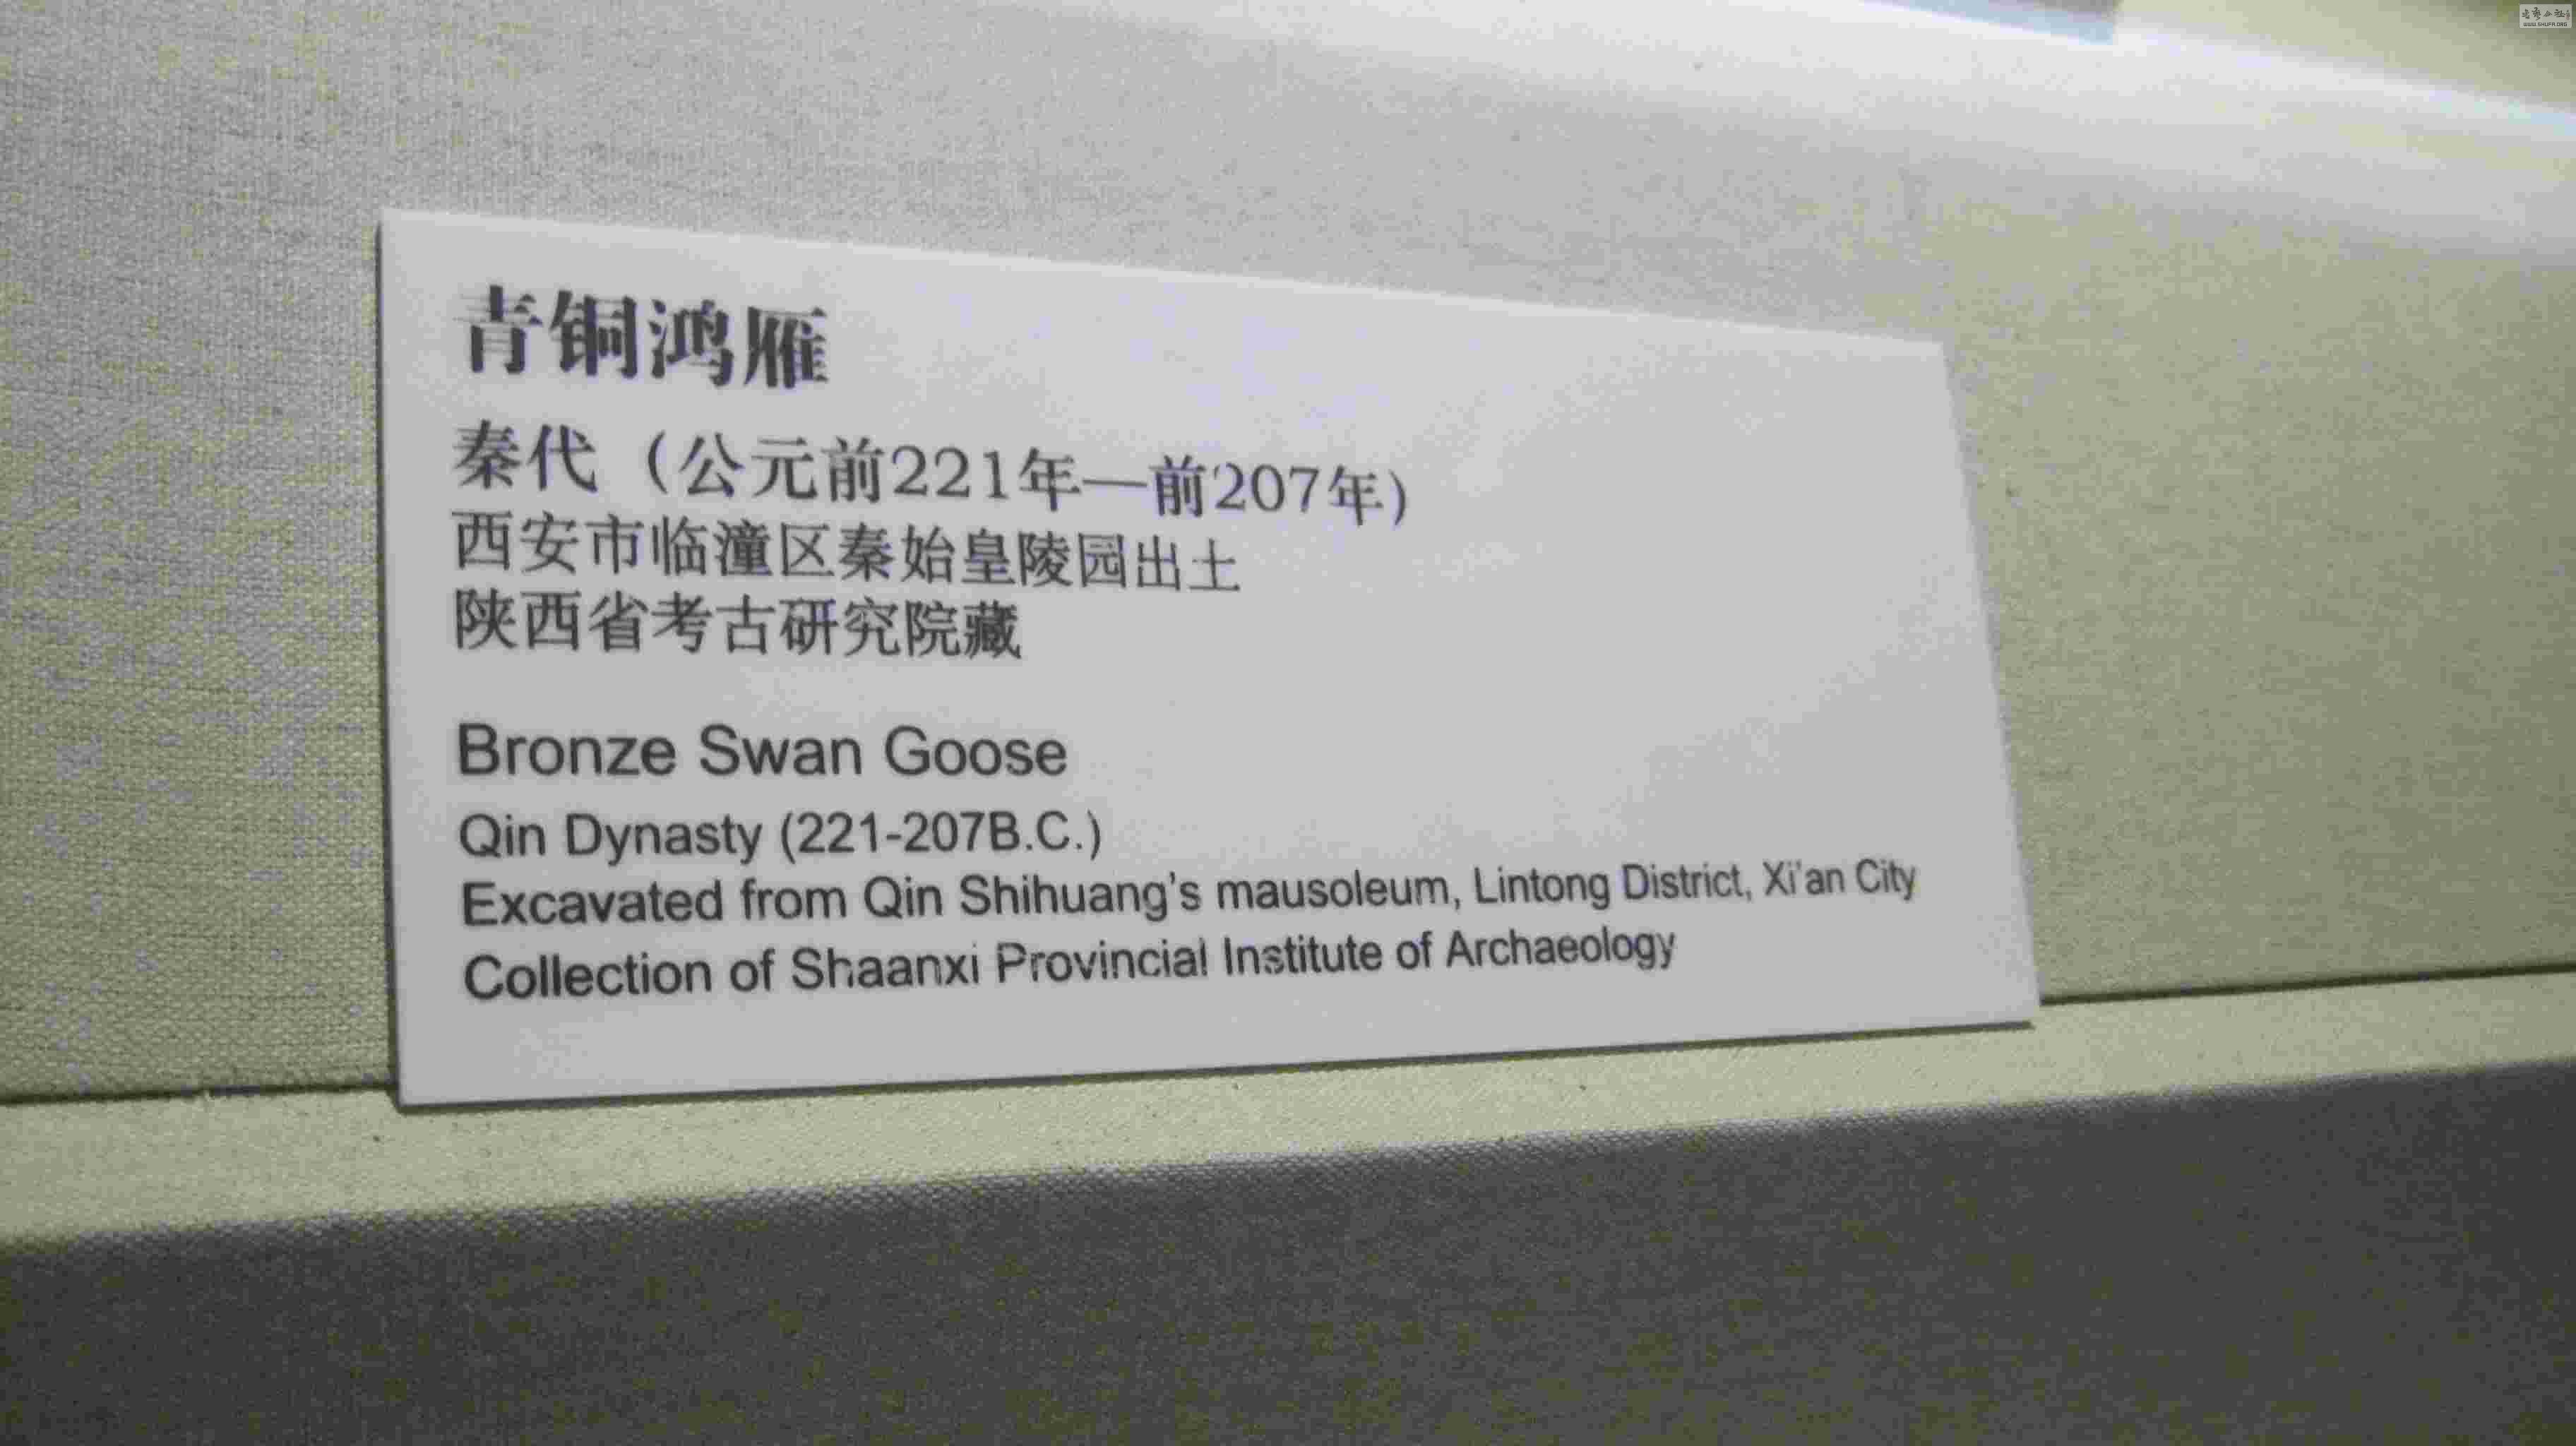 青铜鸿雁
秦代（公元前221年—前207年）
西安市临潼区秦始皇陵园出土
陕西省考古研究院藏
Bronze Swan Goose
Qin Dynasty (221-207B.C.)
Excavated from Qin Shihuang's mausoleum, Lintong District, Xi'an City
Collection of Shaanxi Provincial Institute of Archaeology